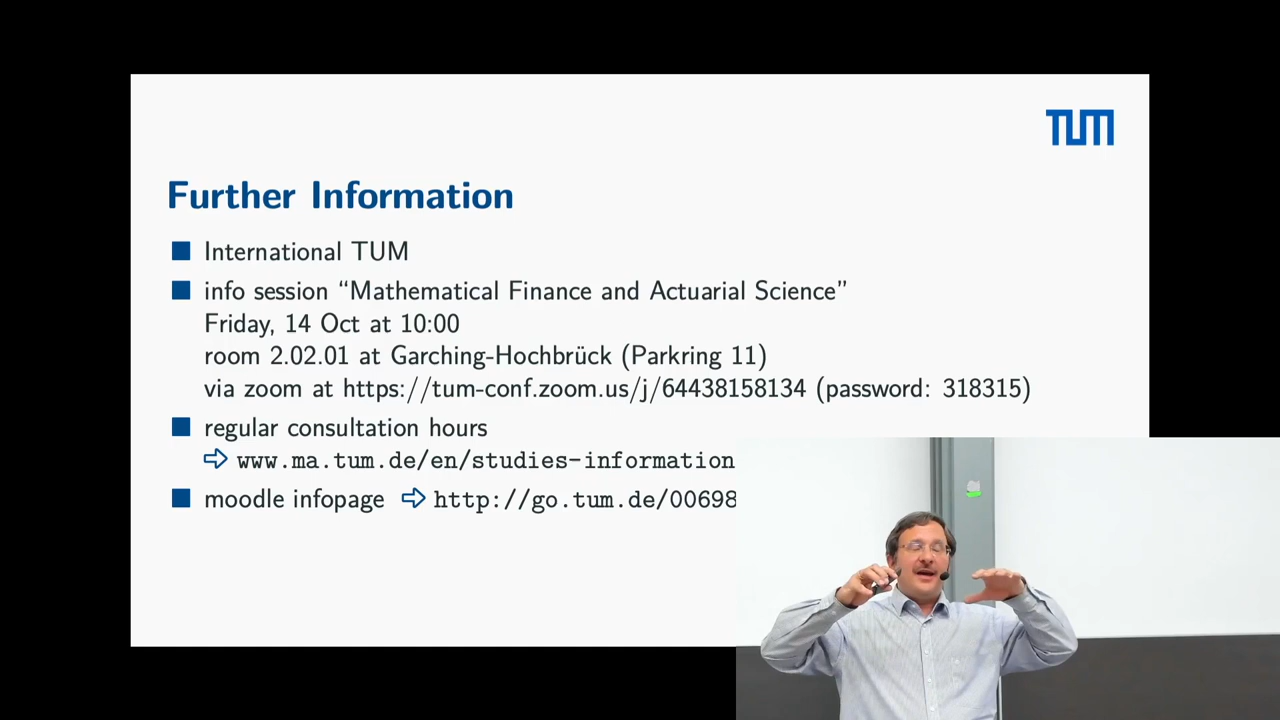 TUM
Further Information
International TUM
info session “Mathematical Finance and Actuarial Science”
Friday, 14 Oct at 10:00
room 2.02.01 at Garching-Hochbrück (Parkring 11)
via zoom at https://tum-conf.zoom.us/j/64438158134 (password: 318315)
regular consultation hours
⇨ www.ma.tum.de/en/studies-information
moodle infopage ⇨ http://go.tum.de/00698